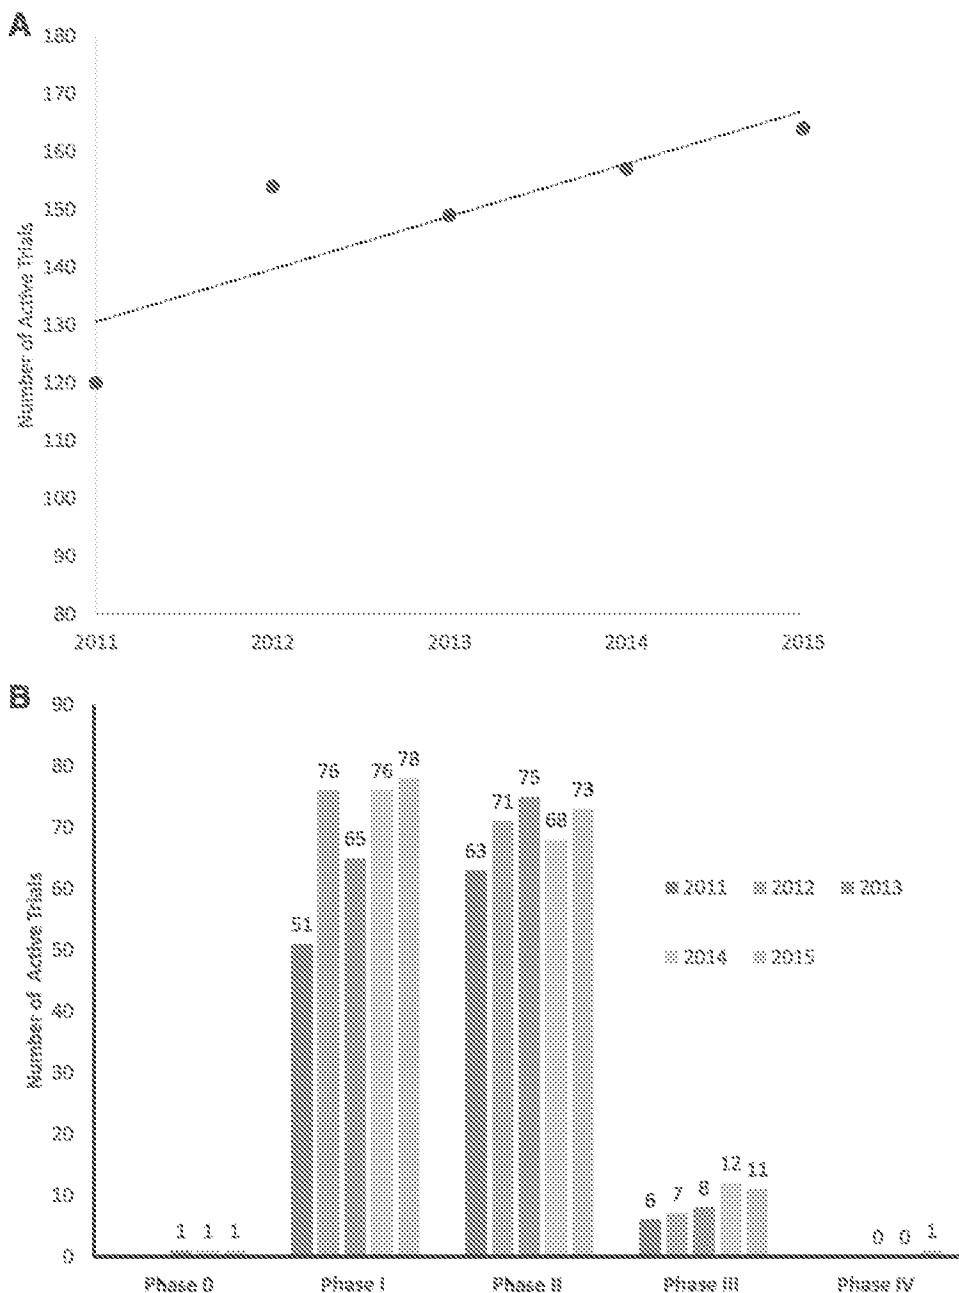 A
180
170
160
150
140
130
120
110
100
90
80
Number of Active Trials
2011 2012 2013 2014 2015
B
90
80
70
60
50
40
30
20
10
0
Number of Active Trials
1 1 1
51 76 65 76 78
63 71 75 68 73
6 7 8 12 11
0 0 1
2011 2012 2013
2014 2015
Phase 0 Phase I Phase II Phase III Phase IV